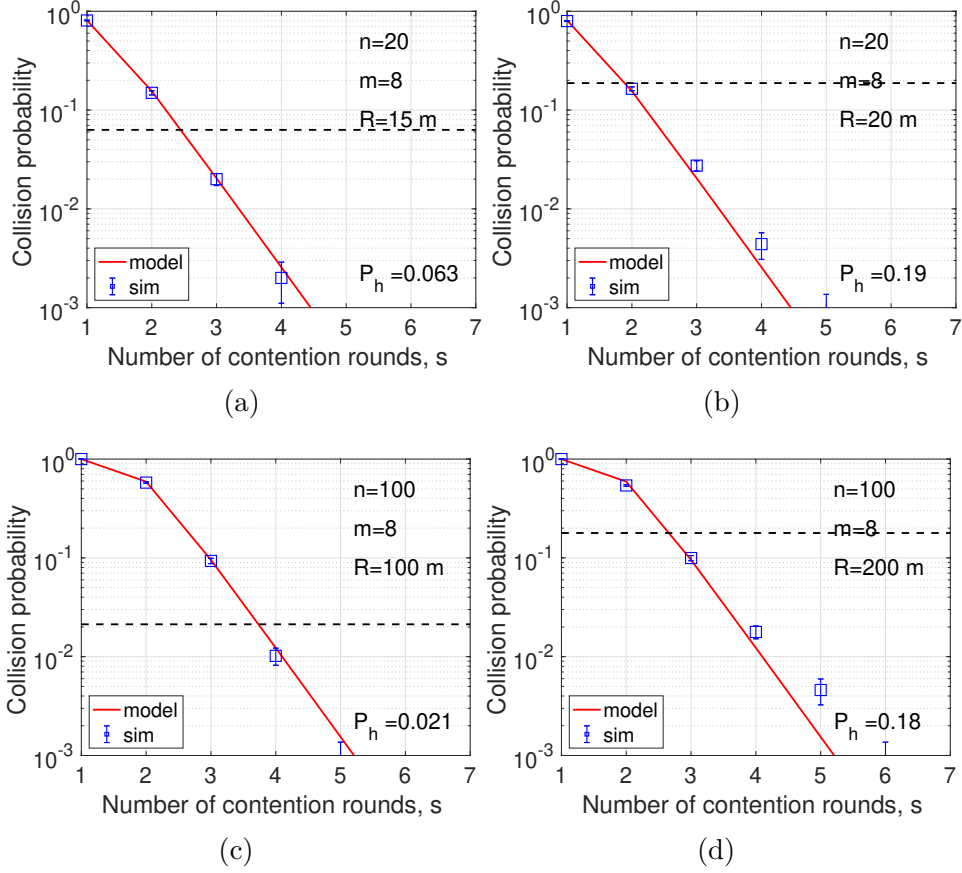 10^0
10^-1
10^-2
10^-3
Collision probability
n=20
m=8
R=15 m
P_h =0.063
model
sim
1 2 3 4 5 6 7
Number of contention rounds, s
(a)
10^0
10^-1
10^-2
10^-3
Collision probability
n=20
m=8
R=20 m
P_h =0.19
model
sim
1 2 3 4 5 6 7
Number of contention rounds, s
(b)
10^0
10^-1
10^-2
10^-3
Collision probability
n=100
m=8
R=100 m
P_h =0.021
model
sim
1 2 3 4 5 6 7
Number of contention rounds, s
(c)
10^0
10^-1
10^-2
10^-3
Collision probability
n=100
m=8
R=200 m
P_h =0.18
model
sim
1 2 3 4 5 6 7
Number of contention rounds, s
(d)